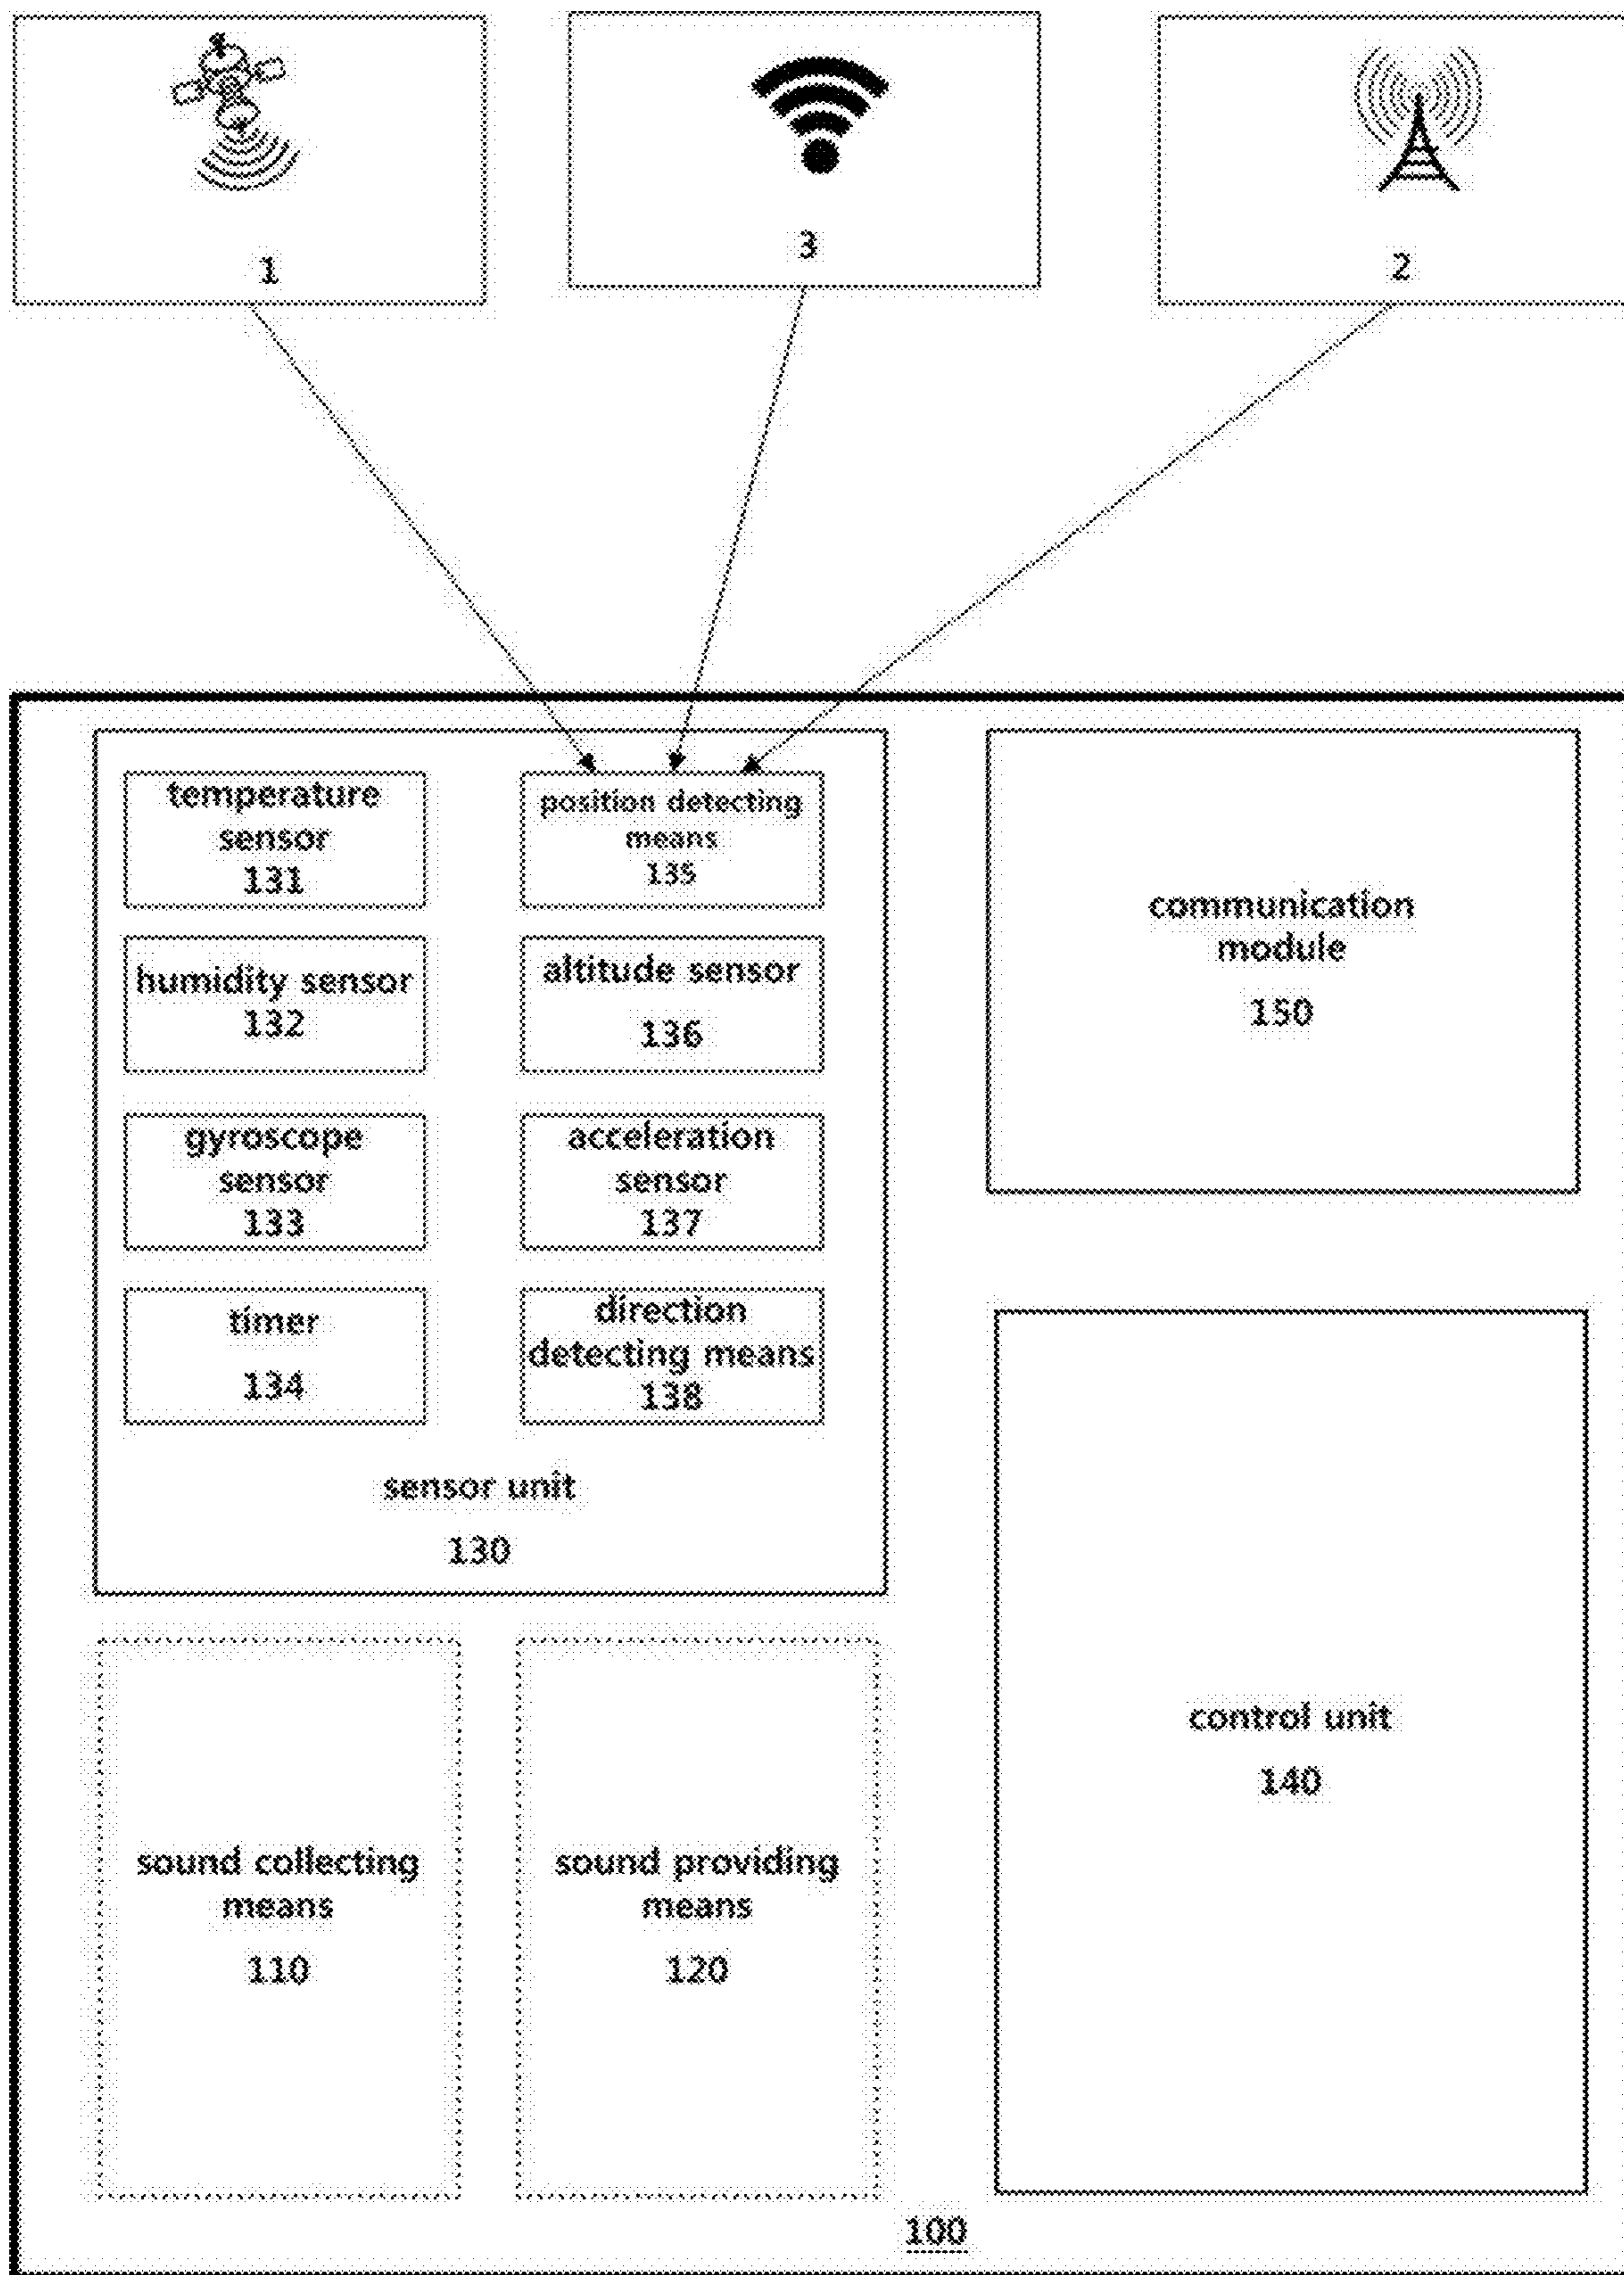 1
3
2
temperature
sensor
131
position detecting
means
135
humidity sensor
132
altitude sensor
136
gyroscope
sensor
133
acceleration
sensor
137
timer
134
direction
detecting means
138
sensor unit
130
communication
module
150
control unit
140
sound collecting
means
110
sound providing
means
120
100